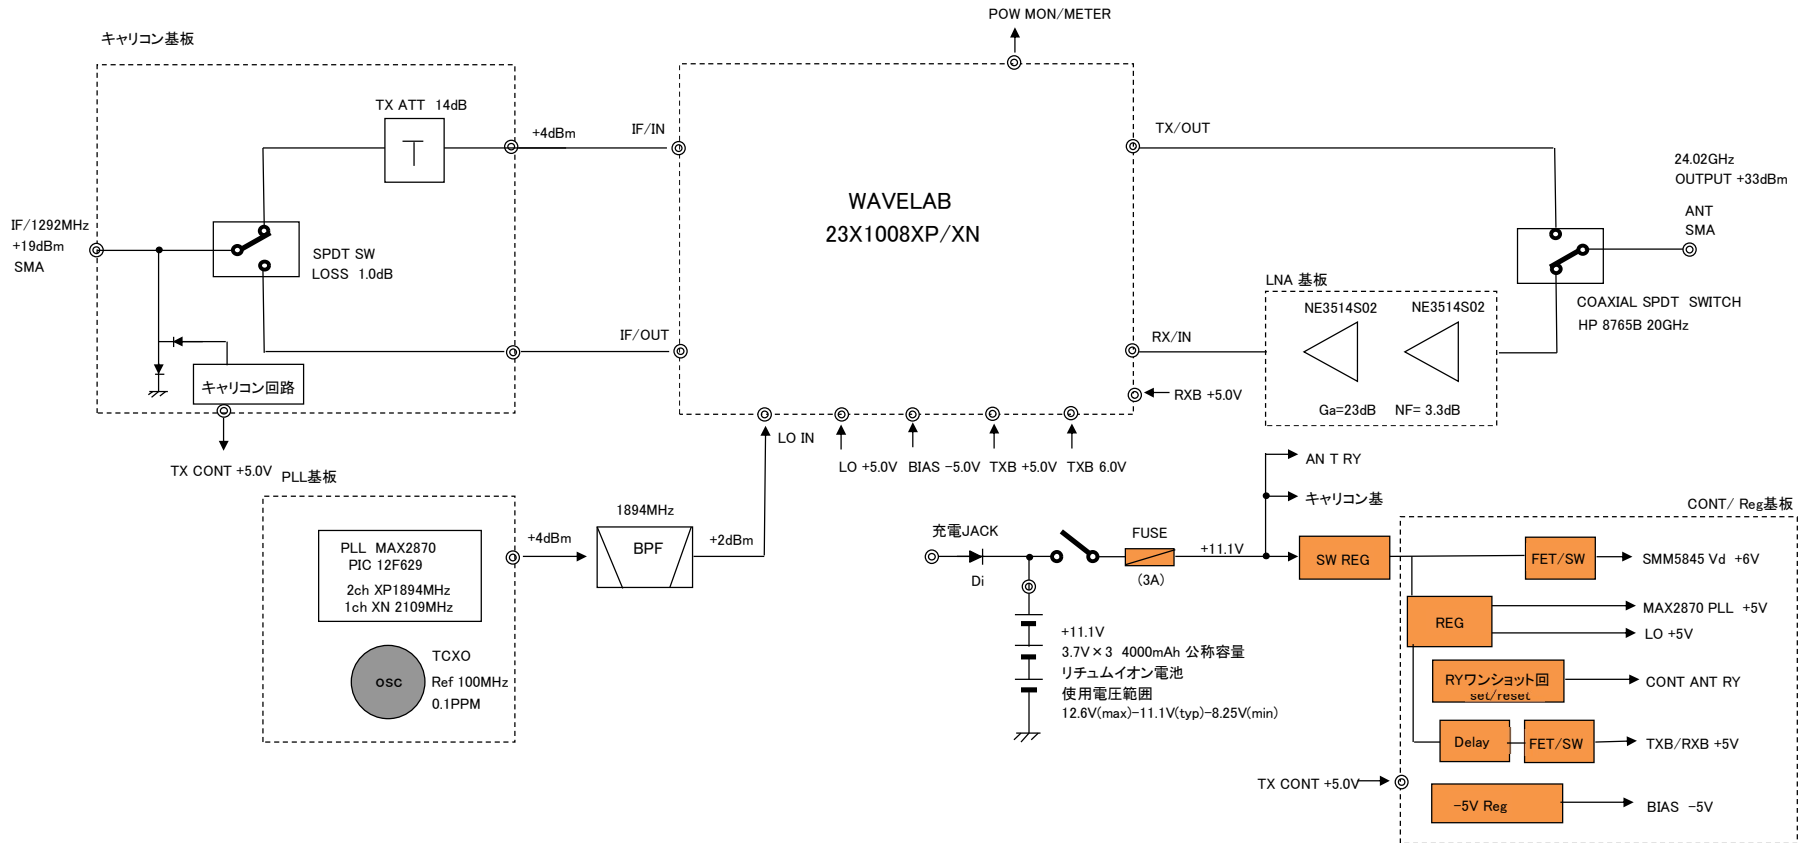 POW MON/METER
キャリコン基板
TX ATT 14dB
+4dBm
IF/IN
TX/OUT
WAVELAB
23X1008XP/XN
24.02GHz
OUTPUT +33dBm
ANT
SMA
IF/1292MHz
+19dBm
SMA
SPDT SW
LOSS 1.0dB
LNA 基板
NE3514S02
NE3514S02
COAXIAL SPDT SWITCH
HP 8765B 20GHz
IF/OUT
RX/IN
キャリコン回路
RXB +5.0V
Ga=23dB NF= 3.3dB
LO IN
TX CONT +5.0V
LO +5.0V
BIAS −5.0V
TXB +5.0V
TXB 6.0V
PLL基板
AN T RY
キャリコン基
CONT/ Reg基板
1894MHz
充電JACK
FUSE
+4dBm
BPF
+2dBm
+11.1V
PLL MAX2870
PIC 12F629
2ch XP1894MHz
1ch XN 2109MHz
Di
(3A)
SW REG
FET/SW
SMM5845 Vd +6V
REG
MAX2870 PLL +5V
LO +5V
+11.1V
3.7V×3 4000mAh 公称容量
リチュムイオン電池
使用電圧範囲
12.6V(max)−11.1V(typ)−8.25V(min)
OSC
TCXO
Ref 100MHz
0.1PPM
RYワンショット回
set/reset
CONT ANT RY
Delay
FET/SW
TXB/RXB +5V
TX CONT +5.0V
−5V Reg
BIAS −5V